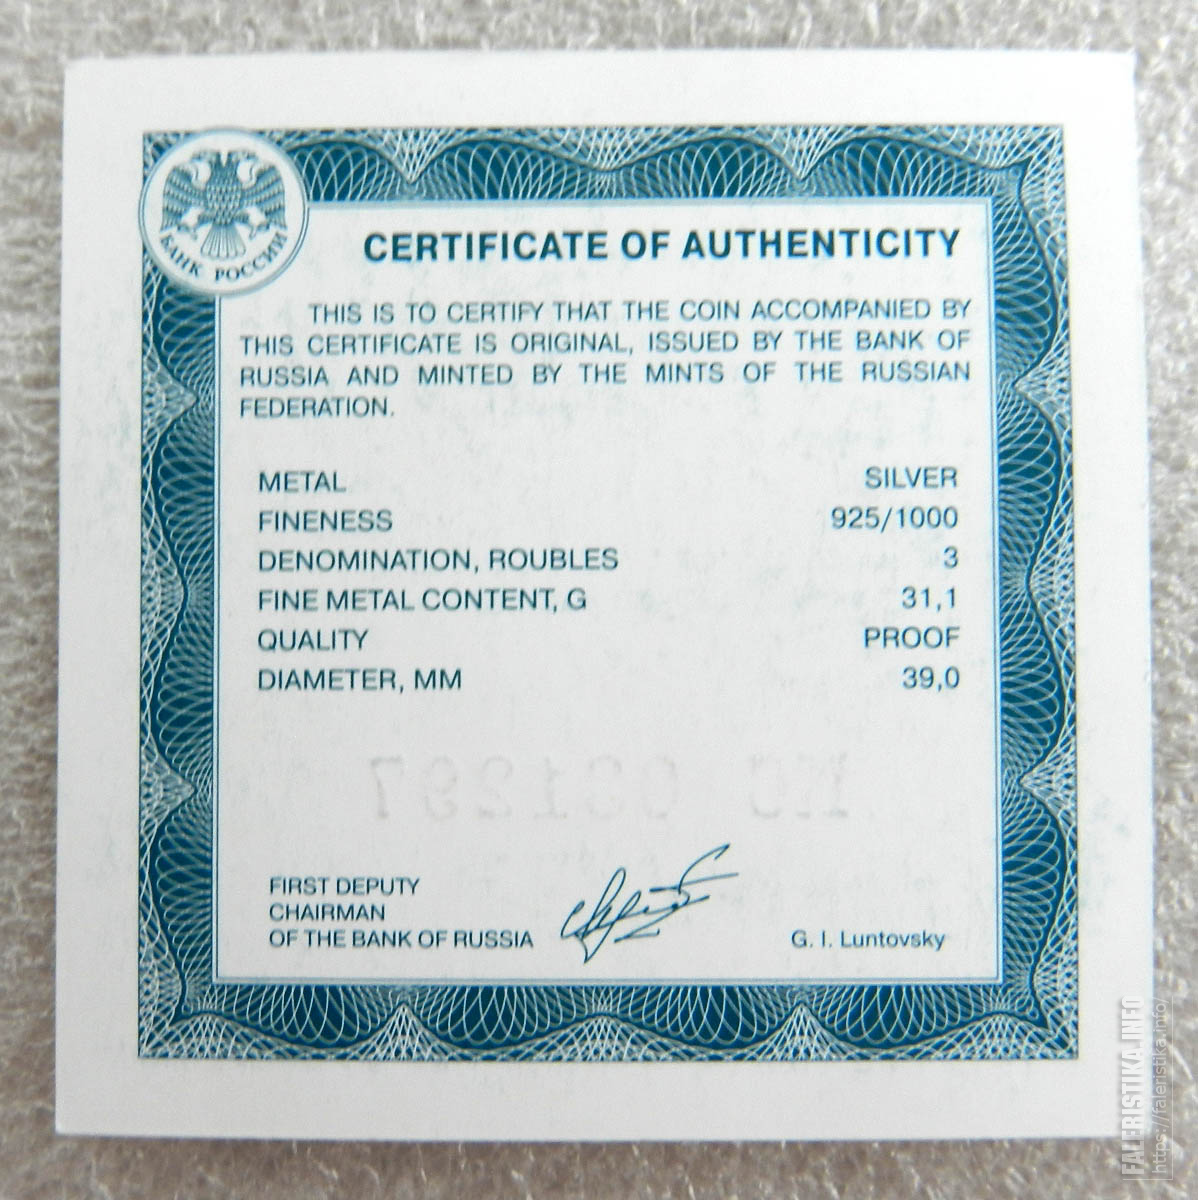 БАНК РОССИИ
CERTIFICATE OF AUTHENTICITY
THIS IS TO CERTIFY THAT THE COIN ACCOMPANIED BY
THIS CERTIFICATE IS ORIGINAL, ISSUED BY THE BANK OF
RUSSIA AND MINTED BY THE MINTS OF THE RUSSIAN
FEDERATION.
METAL SILVER
FINENESS 925/1000
DENOMINATION, ROUBLES 3
FINE METAL CONTENT, G 31,1
QUALITY PROOF
DIAMETER, MM 39,0
FIRST DEPUTY
CHAIRMAN
OF THE BANK OF RUSSIA G. I. Luntovsky
FALERISTIKA.INFO
https://faleristika.info/